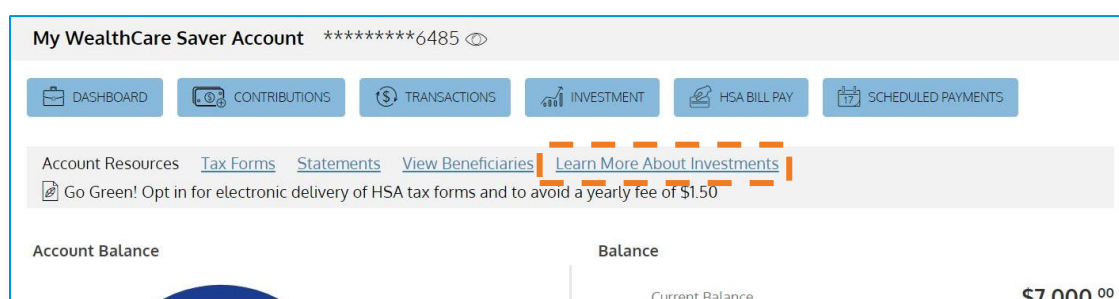 My WealthCare Saver Account *********6485
DASHBOARD CONTRIBUTIONS TRANSACTIONS INVESTMENT HSA BILL PAY SCHEDULED PAYMENTS
Account Resources Tax Forms Statements View Beneficiaries Learn More About Investments
Go Green! Opt in for electronic delivery of HSA tax forms and to avoid a yearly fee of $1.50
Account Balance Balance
Current Balance $7,000.00